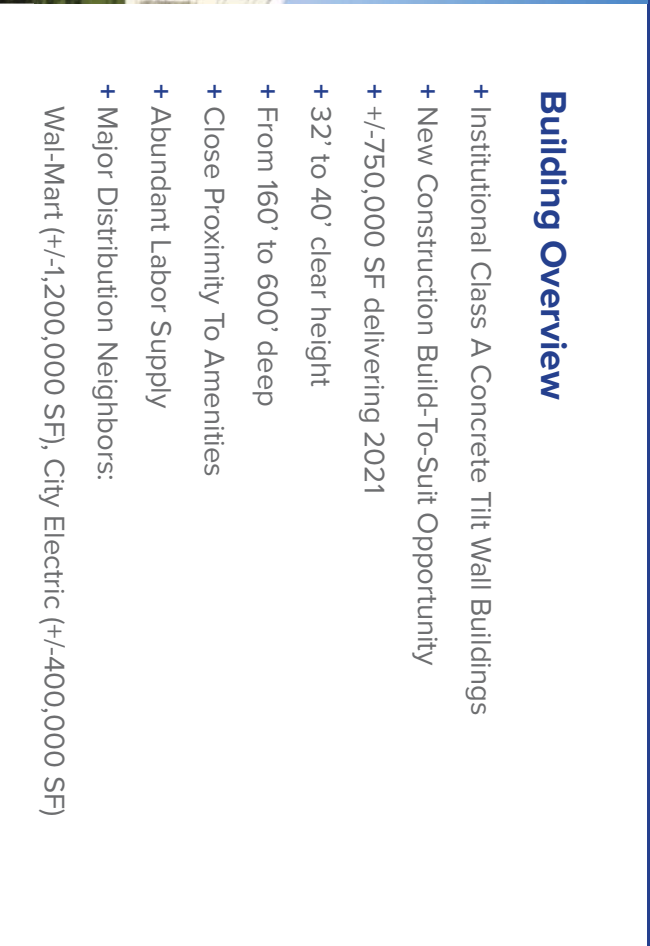 Building Overview
+ Institutional Class A Concrete Tilt Wall Buildings
+ New Construction Build-To-Suit Opportunity
+ +/-750,000 SF delivering 2021
+ 32’ to 40’ clear height
+ From 160’ to 600’ deep
+ Close Proximity To Amenities
+ Abundant Labor Supply
+ Major Distribution Neighbors:
Wal-Mart (+/-1,200,000 SF), City Electric (+/-400,000 SF)